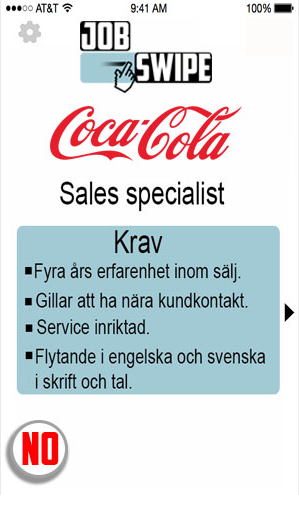 AT&T 9:41 AM 100%
JOB
SWIPE
Coca-Cola
Sales specialist
Krav
Fyra års erfarenhet inom sälj.
Gillar att ha nära kundkontakt.
Service inriktad.
Flytande i engelska och svenska
i skrift och tal.
NO